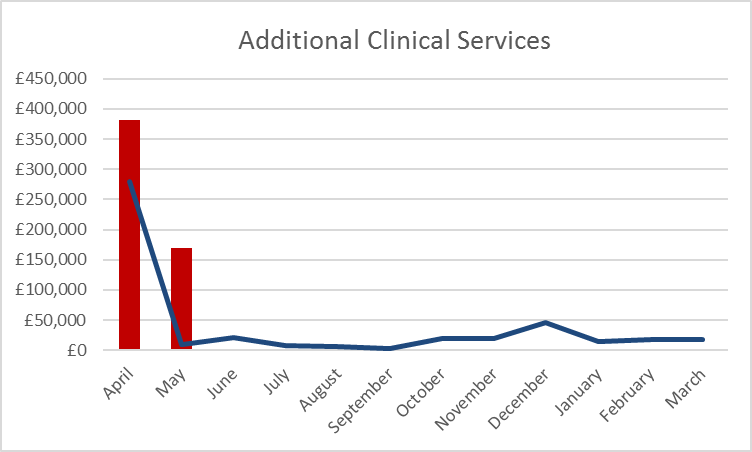 Additional Clinical Services
£450,000
£400,000
£350,000
£300,000
£250,000
£200,000
£150,000
£100,000
£50,000
£0
April
May
June
July
August
September
October
November
December
January
February
March